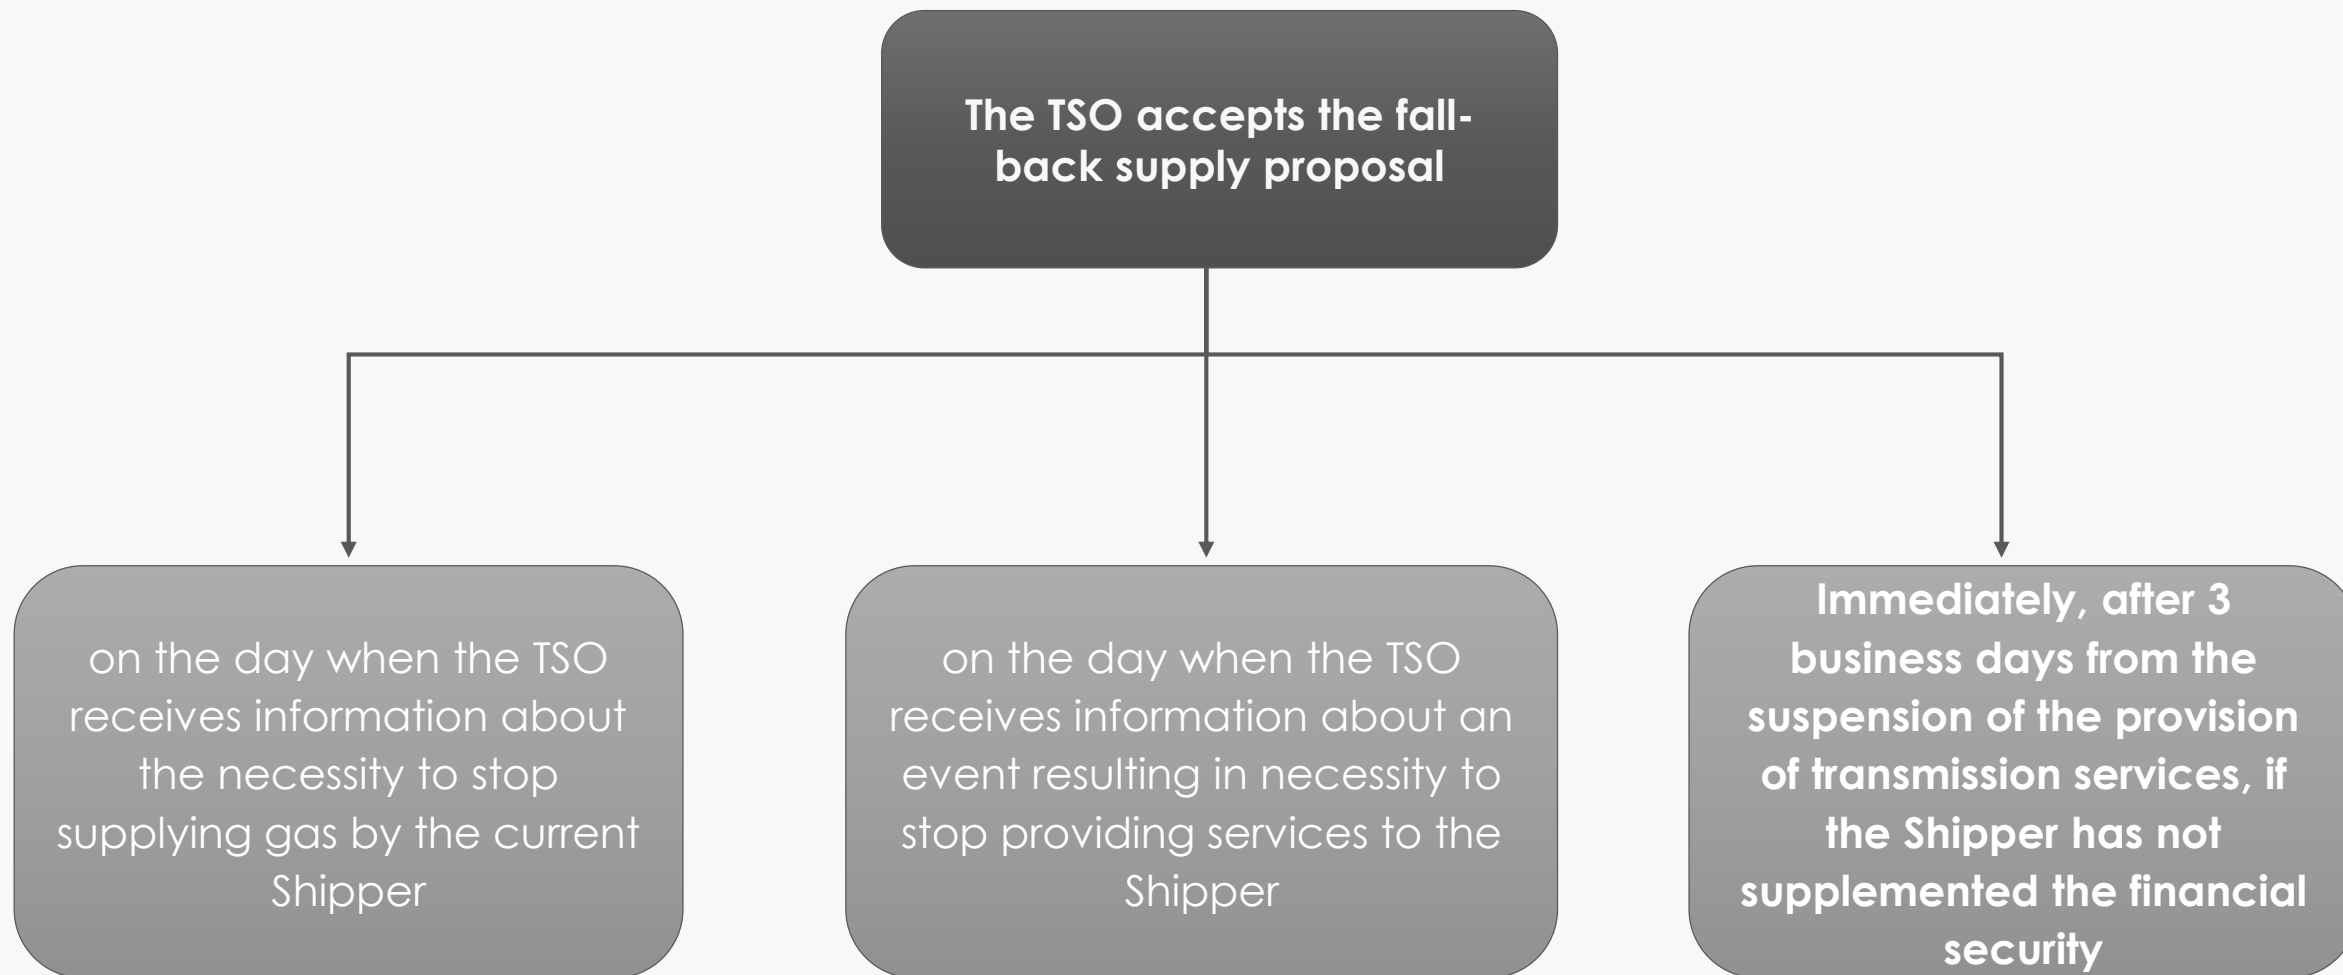 The TSO accepts the fall-
back supply proposal
on the day when the TSO
receives information about
the necessity to stop
supplying gas by the current
Shipper
on the day when the TSO
receives information about an
event resulting in necessity to
stop providing services to the
Shipper
Immediately, after 3
business days from the
suspension of the provision
of transmission services, if
the Shipper has not
supplemented the financial
security